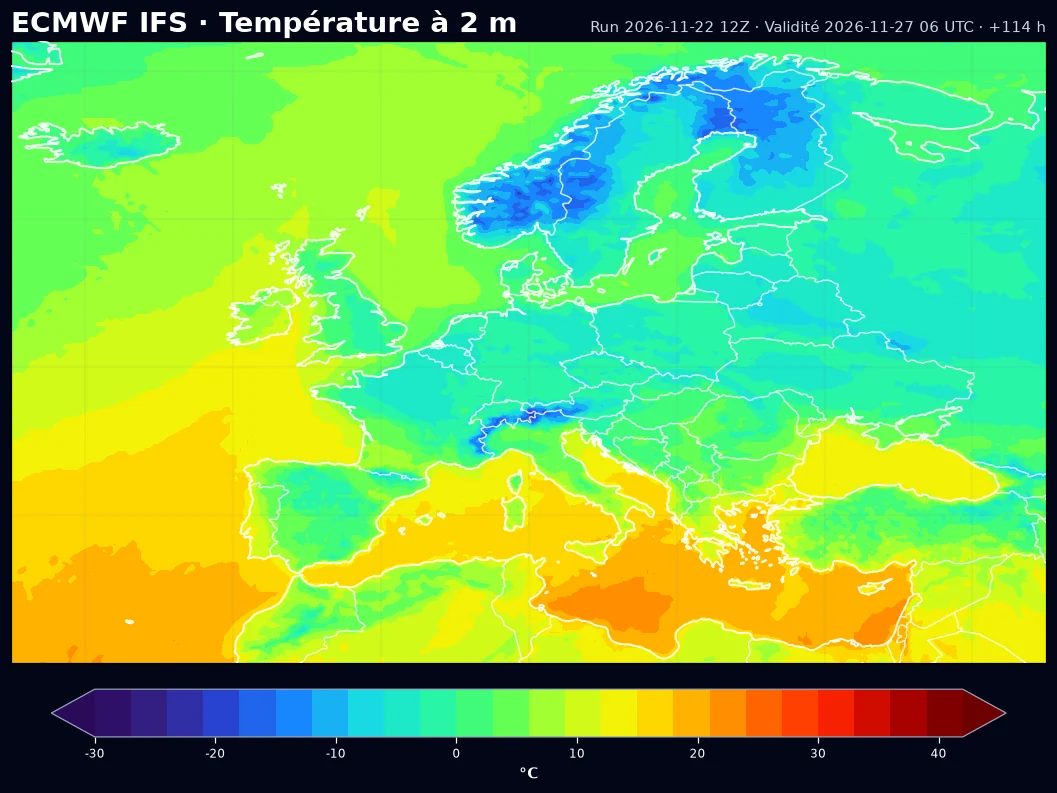 ECMWF IFS · Température à 2 m
Run 2026-11-22 12Z · Validité 2026-11-27 06 UTC · +114 h
-30 -20 -10 0 10 20 30 40
°C